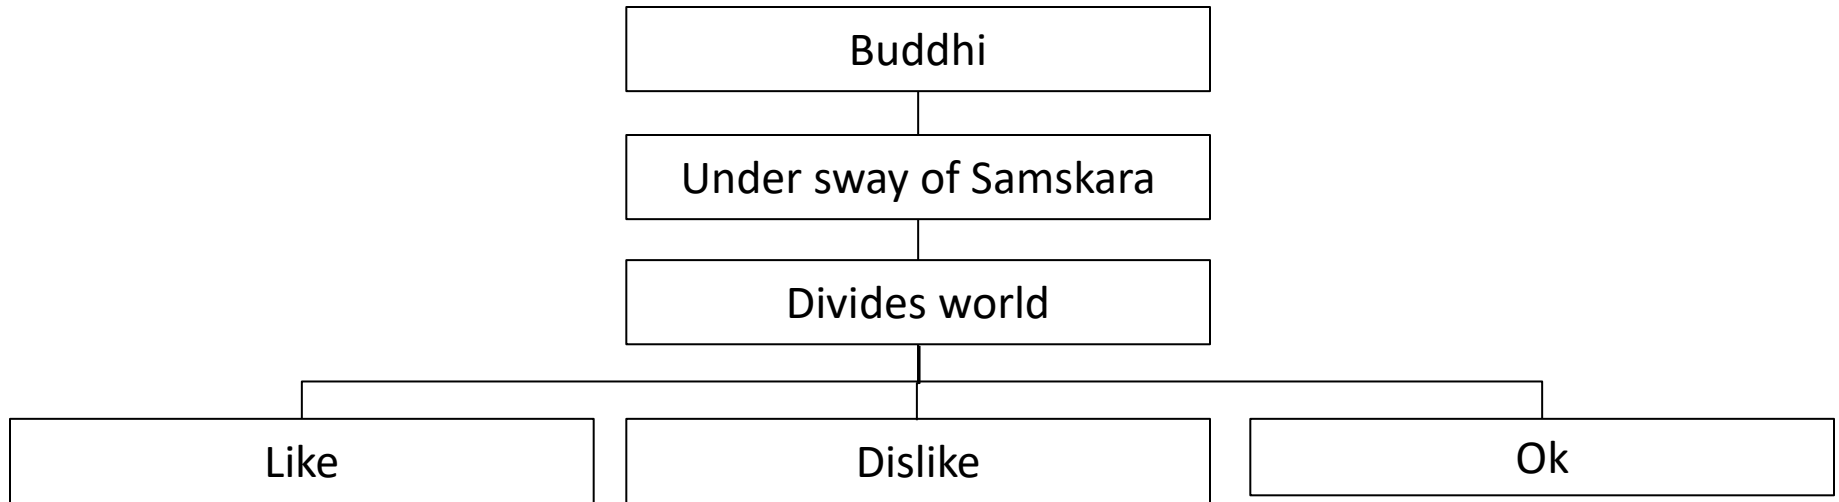 Buddhi
Under sway of Samskara
Divides world
Like
Dislike
Ok